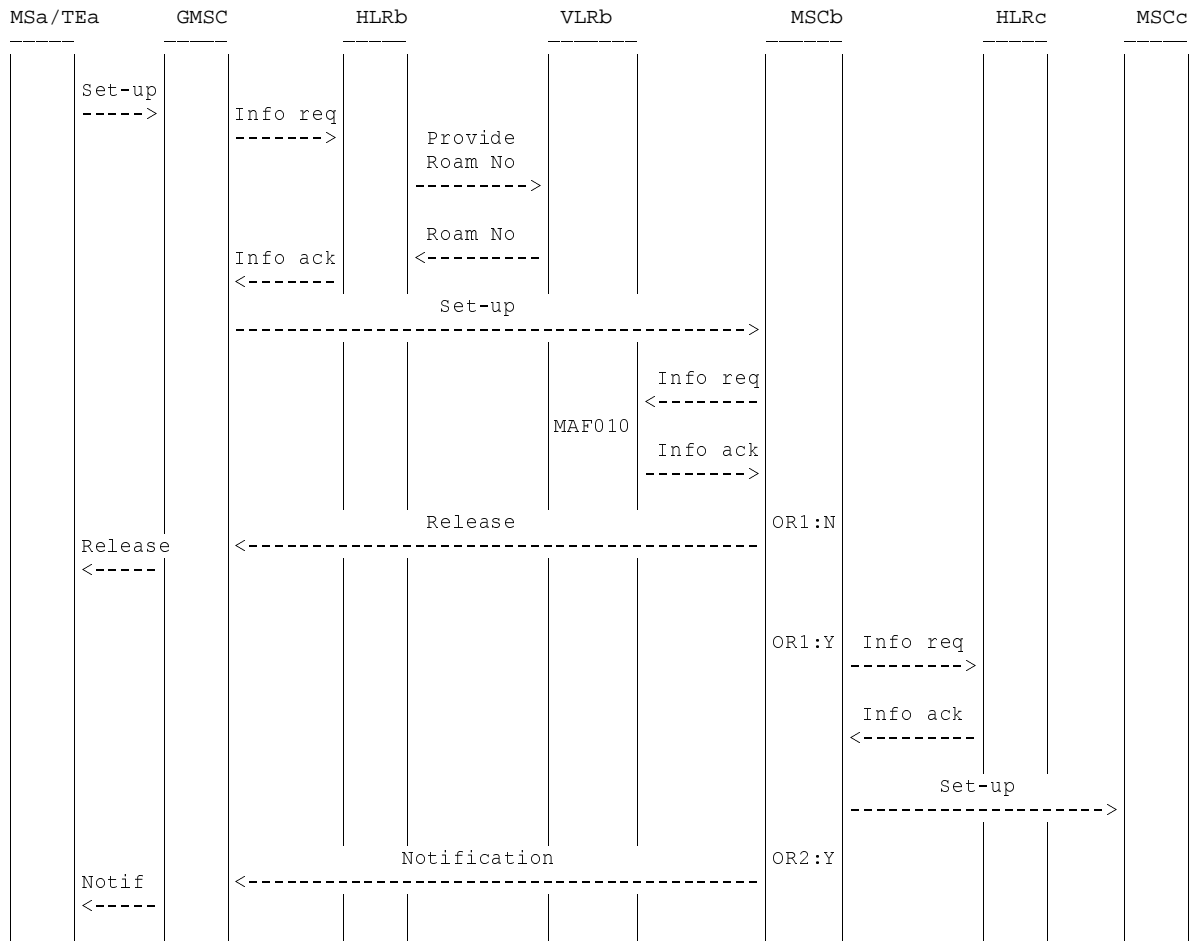 MSa/TEa GMSC HLRb VLRb MSCb HLRc MSCc
Set-up
Info req
Provide
Roam No
Roam No
Info ack
Set-up
Info req
MAF010
Info ack
Release OR1:N
Release
OR1:Y Info req
Info ack
Set-up
Notification OR2:Y
Notif